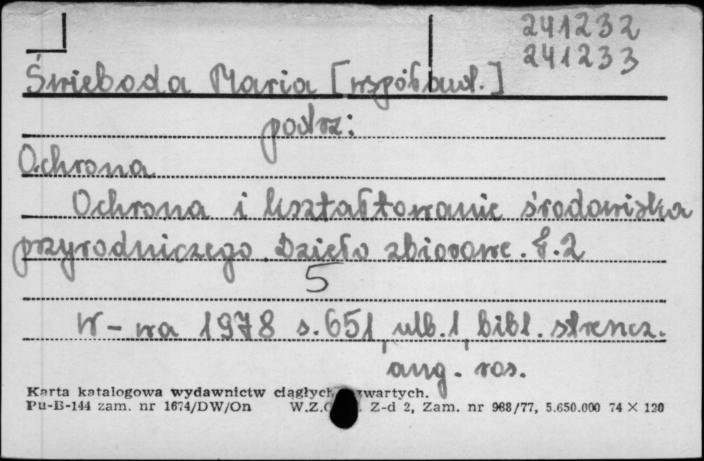 241232
241233
Świeboda Maria [współaut.]
podrz:
Ochrona
Ochrona i kształtowanie środowiska
przyrodniczego. Dzieło zbiorowe. T.2
5
W-wa 1978 s.651, ulb.1, bibl. streszcz.
ang. ros.
Karta katalogowa wydawnictw ciągłych zwartych.
Pu-B-144 zam. nr 1674/DW/On W.Z. Z-d 2, Zam. nr 968/77, 5.650.000 74 X 120